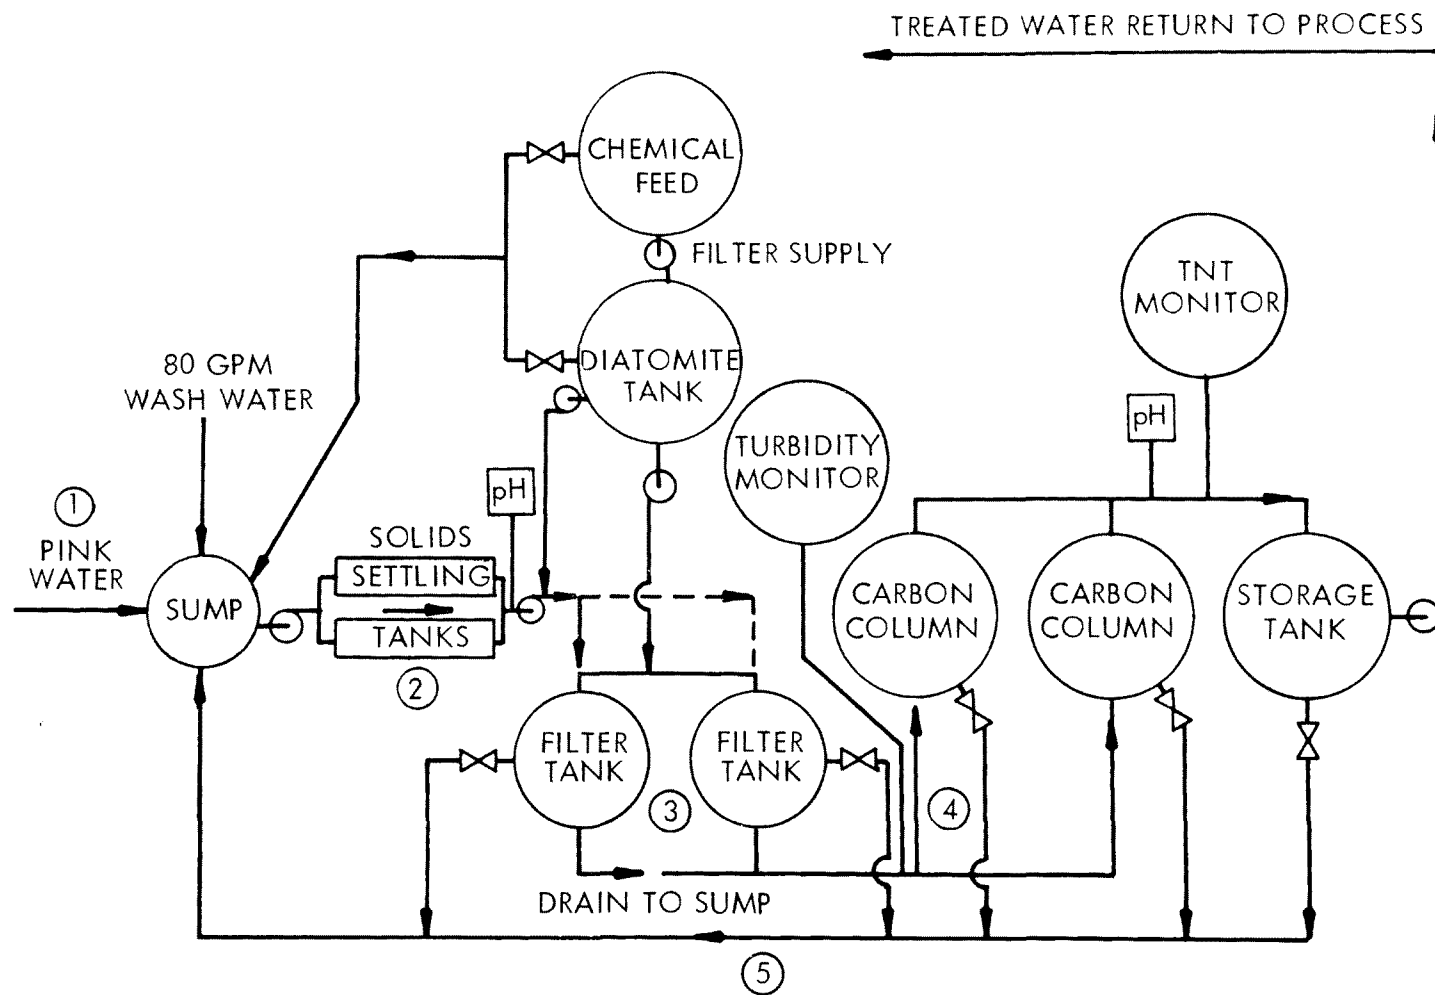 TREATED WATER RETURN TO PROCESS
CHEMICAL
FEED
FILTER SUPPLY
TNT
MONITOR
DIATOMITE
TANK
80 GPM
WASH WATER
pH
TURBIDITY
MONITOR
pH
1
PINK
WATER
SOLIDS
SETTLING
TANKS
SUMP
2
CARBON
COLUMN
CARBON
COLUMN
STORAGE
TANK
FILTER
TANK
FILTER
TANK
3
4
DRAIN TO SUMP
5